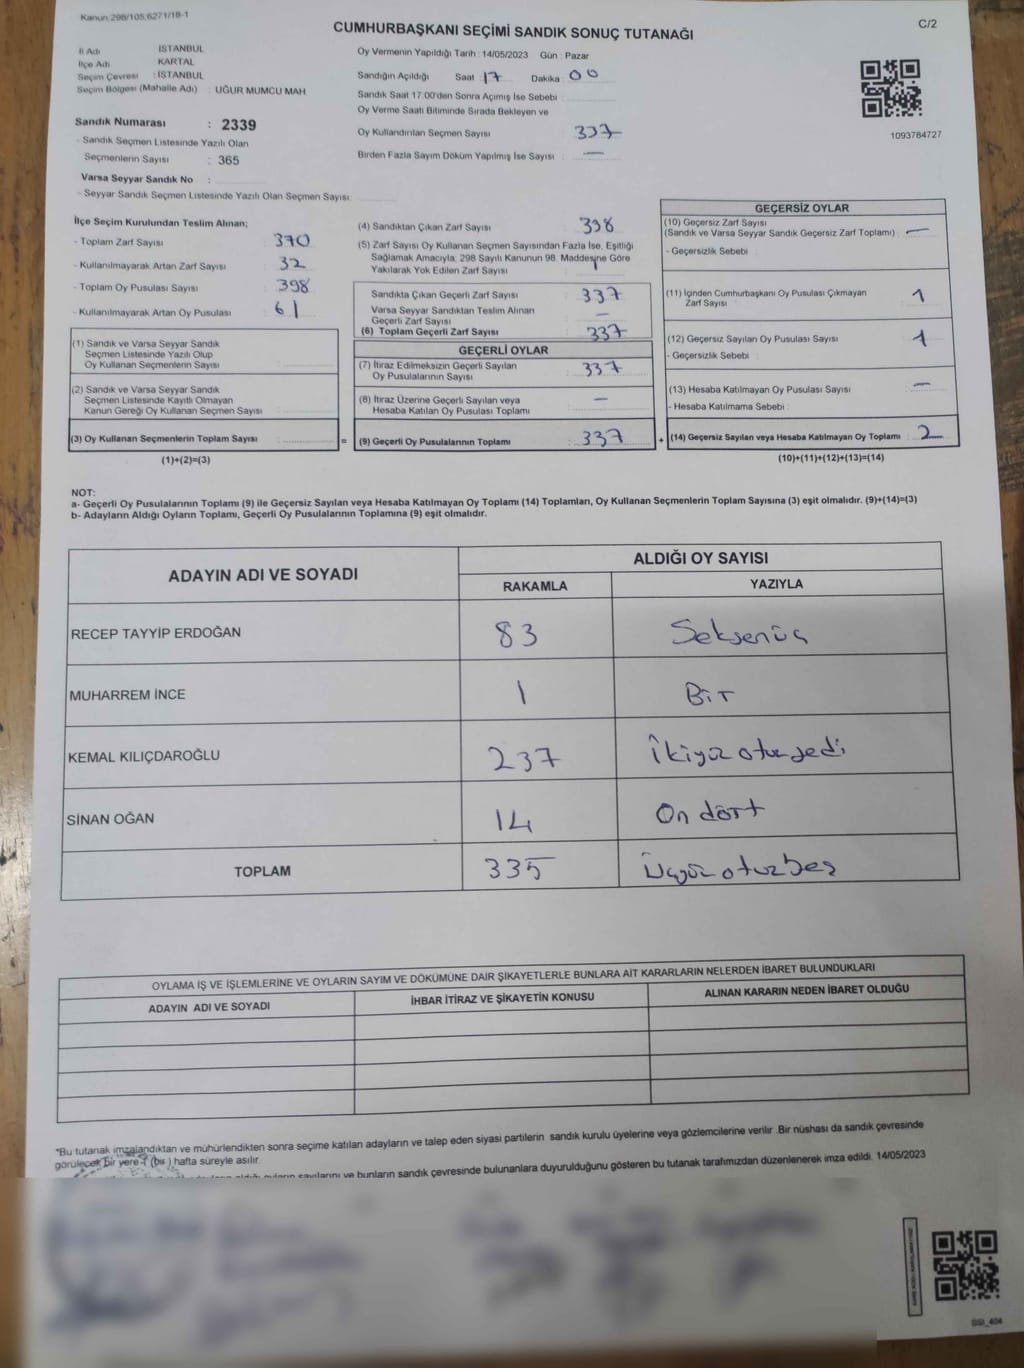 Kanun,298/105,6271/18-1
C/2
CUMHURBAŞKANI SEÇİMİ SANDIK SONUÇ TUTANAĞI
İl Adı : İSTANBUL
İlçe Adı : KARTAL
Seçim Çevresi : İSTANBUL
Seçim Bölgesi (Mahalle Adı) : UĞUR MUMCU MAH
Sandık Numarası : 2339
- Sandık Seçmen Listesinde Yazılı Olan
Seçmenlerin Sayısı : 365
Varsa Seyyar Sandık No :
- Seyyar Sandık Seçmen Listesinde Yazılı Olan Seçmen Sayısı:
Oy Vermenin Yapıldığı Tarih : 14/05/2023 Gün : Pazar
Sandığın Açıldığı Saat : 17 Dakika : 00
Sandık Saat 17:00'den Sonra Açımış İse Sebebi :
Oy Verme Saati Bitiminde Sırada Bekleyen ve
Oy Kullandırılan Seçmen Sayısı : 337
Birden Fazla Sayım Döküm Yapılmış İse Sayısı : —
1093784727
İlçe Seçim Kurulundan Teslim Alınan;
- Toplam Zarf Sayısı : 370
- Kullanılmayarak Artan Zarf Sayısı : 32
- Toplam Oy Pusulası Sayısı : 398
- Kullanılmayarak Artan Oy Pusulası : 61
(1) Sandık ve Varsa Seyyar Sandık
Seçmen Listesinde Yazılı Olup
Oy Kullanan Seçmenlerin Sayısı :
(2) Sandık ve Varsa Seyyar Sandık
Seçmen Listesinde Kayıtlı Olmayan
Kanun Gereği Oy Kullanan Seçmen Sayısı :
(3) Oy Kullanan Seçmenlerin Toplam Sayısı :
=
(1)+(2)=(3)
(4) Sandıktan Çıkan Zarf Sayısı : 398
(5) Zarf Sayısı Oy Kullanan Seçmen Sayısından Fazla İse, Eşitliği
Sağlamak Amacıyla, 298 Sayılı Kanunun 98. Maddesine Göre
Yakılarak Yok Edilen Zarf Sayısı : 1
Sandıkta Çıkan Geçerli Zarf Sayısı : 337
Varsa Seyyar Sandıktan Teslim Alınan
Geçerli Zarf Sayısı : —
(6) Toplam Geçerli Zarf Sayısı : 337
GEÇERLİ OYLAR
(7) İtiraz Edilmeksizin Geçerli Sayılan
Oy Pusulalarının Sayısı : 337
(8) İtiraz Üzerine Geçerli Sayılan veya
Hesaba Katılan Oy Pusulası Toplamı : —
(9) Geçerli Oy Pusulalarının Toplamı : 337
+
GEÇERSİZ OYLAR
(10) Geçersiz Zarf Sayısı
(Sandık ve Varsa Seyyar Sandık Geçersiz Zarf Toplamı) : —
- Geçersizlik Sebebi :
(11) İçinden Cumhurbaşkanı Oy Pusulası Çıkmayan
Zarf Sayısı : 1
(12) Geçersiz Sayılan Oy Pusulası Sayısı : 1
- Geçersizlik Sebebi :
(13) Hesaba Katılmayan Oy Pusulası Sayısı : —
- Hesaba Katılmama Sebebi :
(14) Geçersiz Sayılan veya Hesaba Katılmayan Oy Toplamı : 2
(10)+(11)+(12)+(13)=(14)
NOT:
a- Geçerli Oy Pusulalarının Toplamı (9) ile Geçersiz Sayılan veya Hesaba Katılmayan Oy Toplamı (14) Toplamları, Oy Kullanan Seçmenlerin Toplam Sayısına (3) eşit olmalıdır. (9)+(14)=(3)
b- Adayların Aldığı Oyların Toplamı, Geçerli Oy Pusulalarının Toplamına (9) eşit olmalıdır.
ADAYIN ADI VE SOYADI ALDIĞI OY SAYISI
RAKAMLA YAZIYLA
RECEP TAYYİP ERDOĞAN 83 Seksenüç
MUHARREM İNCE 1 Bir
KEMAL KILIÇDAROĞLU 237 İkiyüz otuzyedi
SİNAN OĞAN 14 On dört
TOPLAM 335 Üçyüz otuzbeş
OYLAMA İŞ VE İŞLEMLERİNE VE OYLARIN SAYIM VE DÖKÜMÜNE DAİR ŞİKAYETLERLE BUNLARA AİT KARARLARIN NELERDEN İBARET BULUNDUKLARI
ADAYIN ADI VE SOYADI İHBAR İTİRAZ VE ŞİKAYETİN KONUSU ALINAN KARARIN NEDEN İBARET OLDUĞU
*Bu tutanak imzalandıktan ve mühürlendikten sonra seçime katılan adayların ve talep eden siyasi partilerin sandık kurulu üyelerine veya gözlemcilerine verilir .Bir nüshası da sandık çevresinde
görülecek bir yere 1 (bir ) hafta süreyle asılır.
aldığı oyların sayılarını ve bunların sandık çevresinde bulunanlara duyurulduğunu gösteren bu tutanak tarafımızdan düzenlenerek imza edildi. 14/05/2023